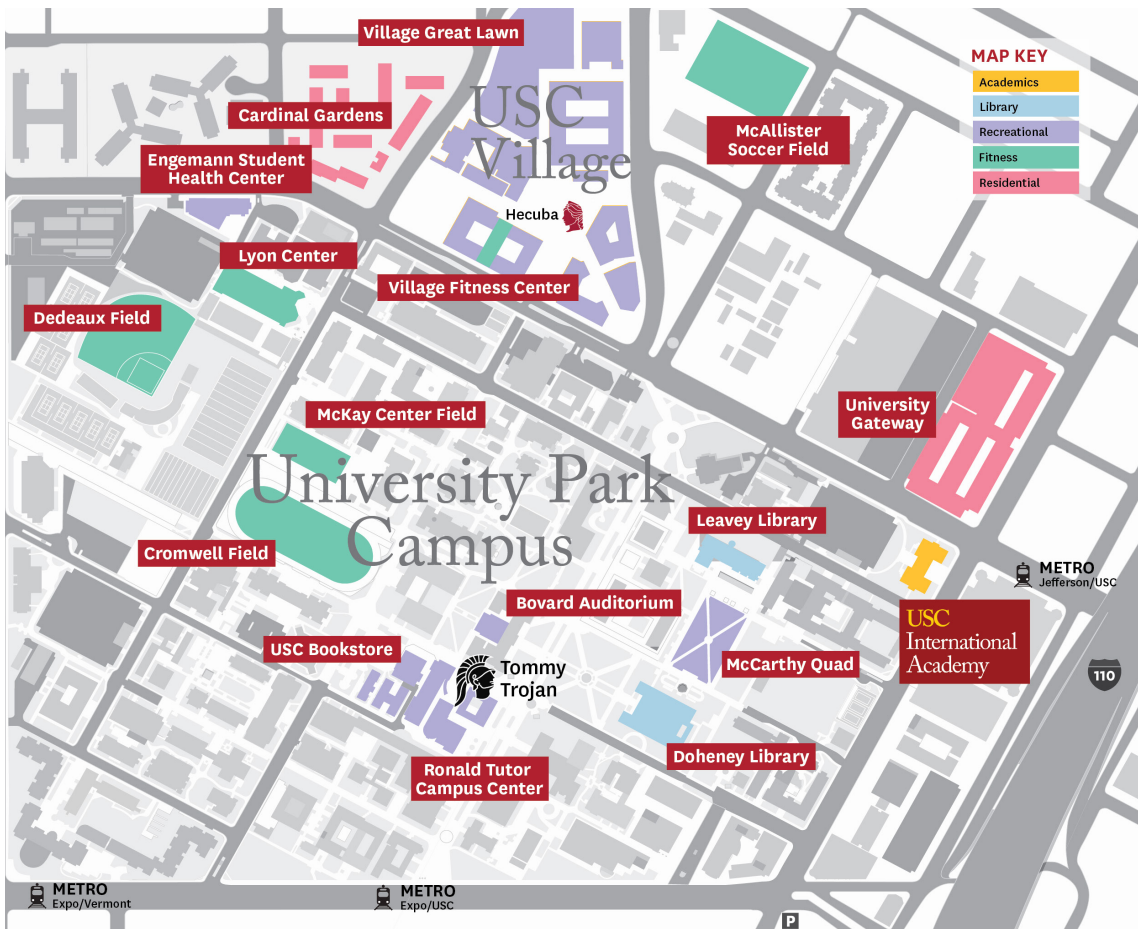 Village Great Lawn
MAP KEY
Academics
Library
Recreational
Fitness
Residential
USC
Village
Cardinal Gardens
McAllister
Soccer Field
Engemann Student
Health Center
Hecuba
Lyon Center
Village Fitness Center
Dedeaux Field
McKay Center Field
University
Gateway
University Park
Campus
Leavey Library
Cromwell Field
METRO
Jefferson/USC
Bovard Auditorium
USC
International
Academy
USC Bookstore
Tommy
Trojan
McCarthy Quad
110
Doheney Library
Ronald Tutor
Campus Center
METRO
Expo/Vermont
METRO
Expo/USC
P